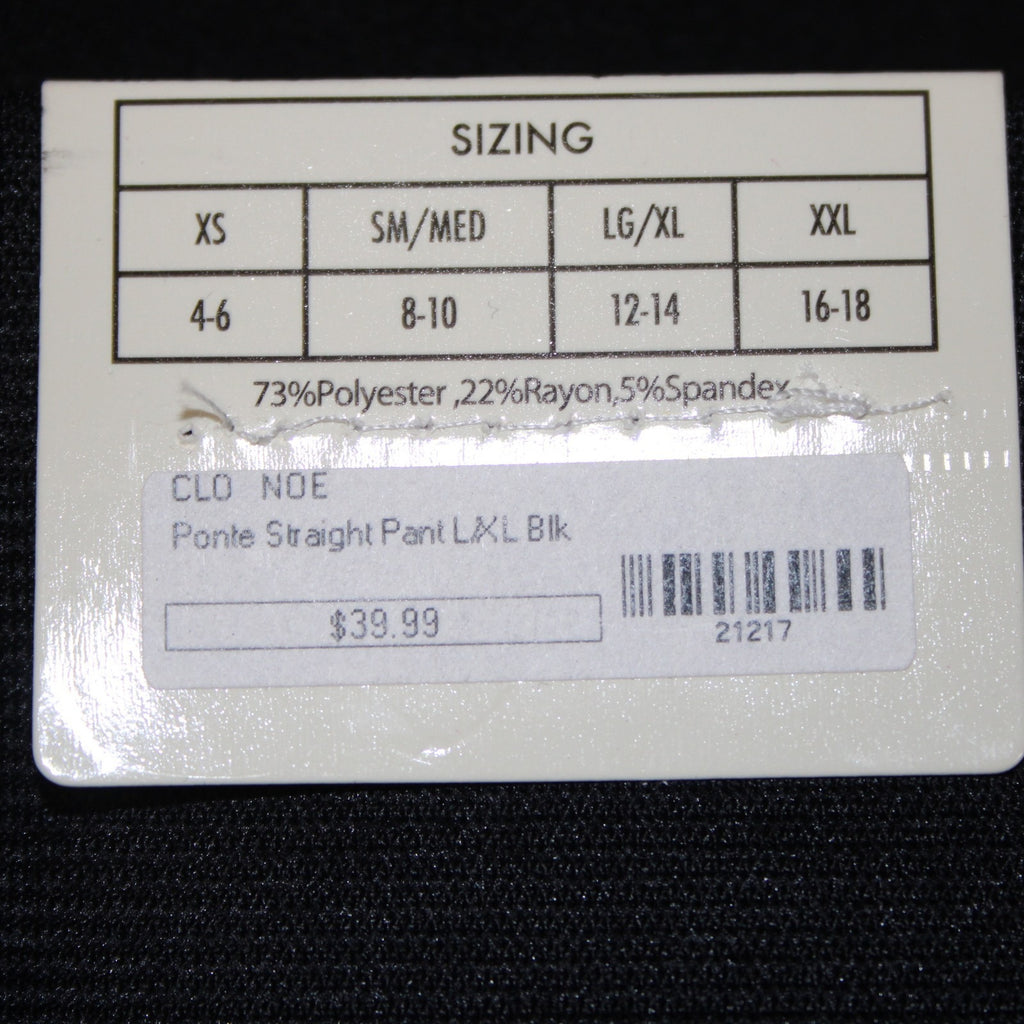 SIZING
XS SM/MED LG/XL XXL
4-6 8-10 12-14 16-18
73%Polyester ,22%Rayon,5%Spandex
CLO NOE
Ponte Straight Pant L/XL Blk
$39.99
21217